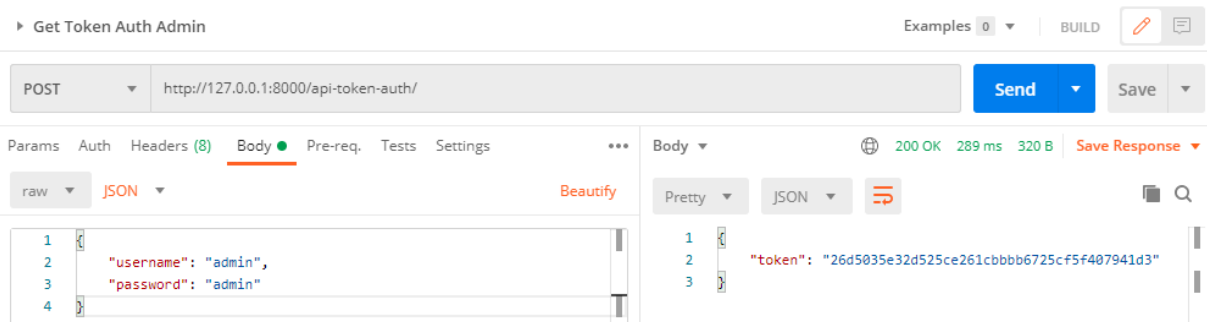 Get Token Auth Admin Examples 0 BUILD
POST http://127.0.0.1:8000/api-token-auth/ Send Save
Params Auth Headers (8) Body Pre-req. Tests Settings
raw JSON Beautify
1 {
2 "username": "admin",
3 "password": "admin"
4 }
Body 200 OK 289 ms 320 B Save Response
Pretty JSON
1 {
2 "token": "26d5035e32d525ce261cbbbb6725cf5f407941d3"
3 }